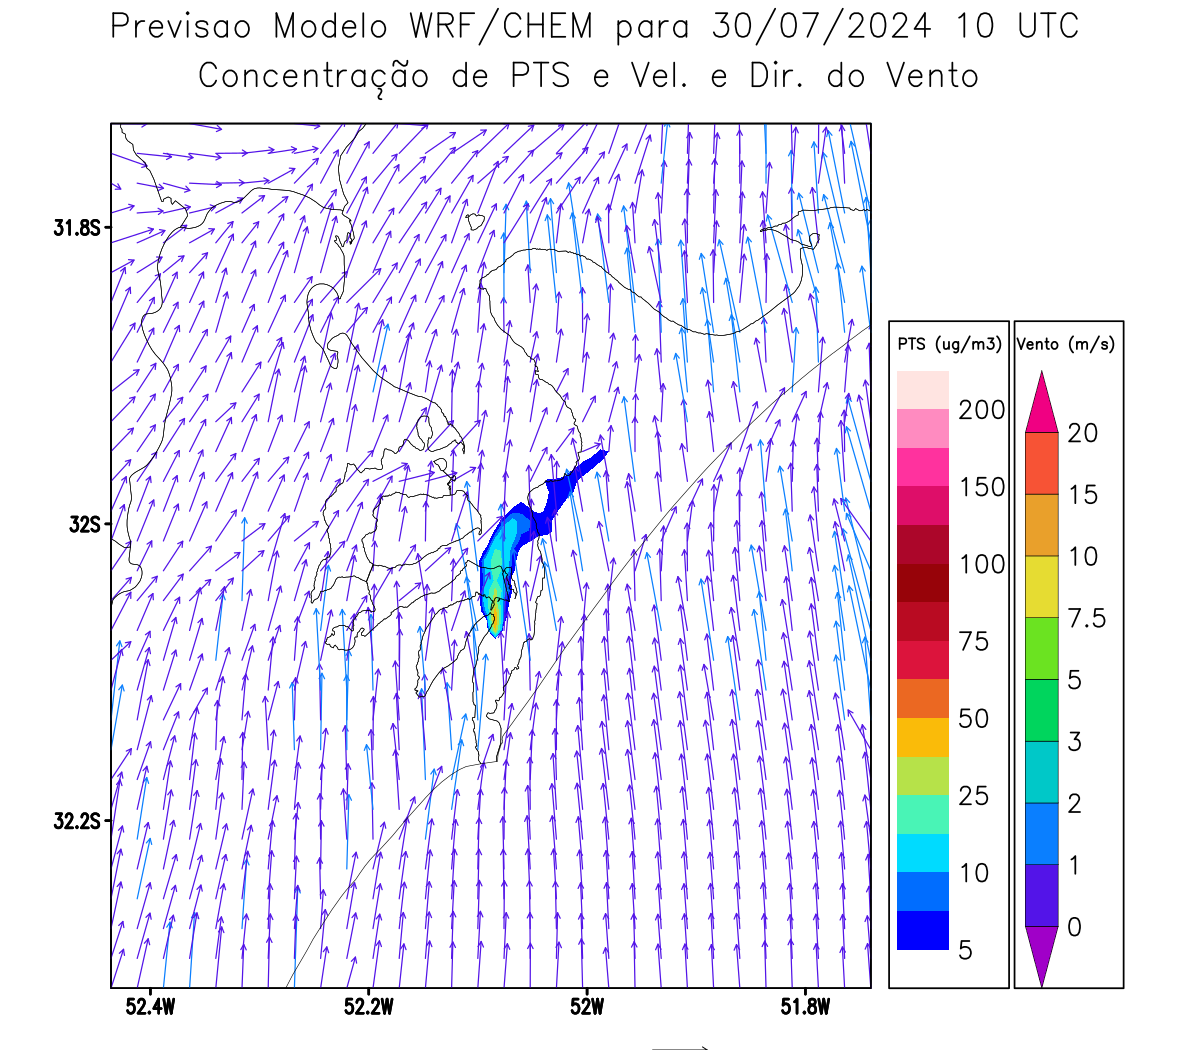 Previsao Modelo WRF/CHEM para 30/07/2024 10 UTC
Concentração de PTS e Vel. e Dir. do Vento
31.8S
32S
32.2S
52.4W
52.2W
52W
51.8W
PTS (ug/m3)
200
150
100
75
50
25
10
5
Vento (m/s)
20
15
10
7.5
5
3
2
1
0